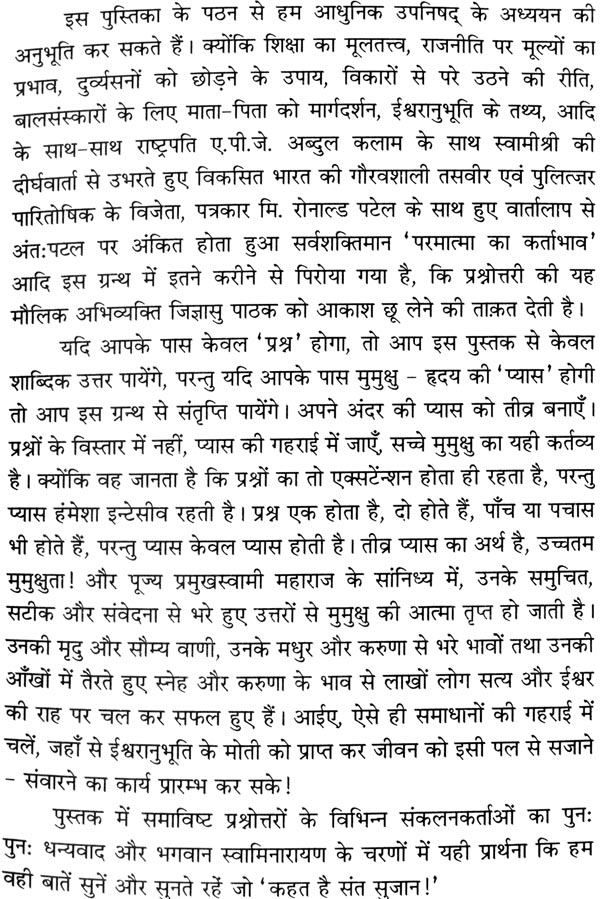 इस पुस्तिका के पठन से हम आधुनिक उपनिषद् के अध्ययन की
अनुभूति कर सकते हैं। क्योंकि शिक्षा का मूलतत्त्व, राजनीति पर मूल्यों का
प्रभाव, दुर्व्यसनों को छोड़ने के उपाय, विकारों से परे उठने की रीति,
बालसंस्कारों के लिए माता-पिता को मार्गदर्शन, ईश्वरानुभूति के तथ्य, आदि
के साथ-साथ राष्ट्रपति ए.पी.जे. अब्दुल कलाम के साथ स्वामीश्री की
दीर्घवार्ता से उभरते हुए विकसित भारत की गौरवशाली तसवीर एवं पुलित्ज़र
पारितोषिक के विजेता, पत्रकार मि. रोनाल्ड पटेल के साथ हुए वार्तालाप से
अंतःपटल पर अंकित होता हुआ सर्वशक्तिमान ‘परमात्मा का कर्ताभाव’
आदि इस ग्रन्थ में इतने करीने से पिरोया गया है, कि प्रश्नोत्तरी की यह
मौलिक अभिव्यक्ति जिज्ञासु पाठक को आकाश छू लेने की ताक़त देती है।
यदि आपके पास केवल ‘प्रश्न’ होगा, तो आप इस पुस्तक से केवल
शाब्दिक उत्तर पायेंगे, परन्तु यदि आपके पास मुमुक्षु – हृदय की ‘प्यास’ होगी
तो आप इस ग्रन्थ से संतृप्ति पायेंगे। अपने अंदर की प्यास को तीव्र बनाएँ।
प्रश्नों के विस्तार में नहीं, प्यास की गहराई में जाएँ, सच्चे मुमुक्षु का यही कर्तव्य
है। क्योंकि वह जानता है कि प्रश्नों का तो एक्सटेंन्शन होता ही रहता है, परन्तु
प्यास हंमेशा इन्टेसीव रहती है। प्रश्न एक होता है, दो होते हैं, पाँच या पचास
भी होते हैं, परन्तु प्यास केवल प्यास होती है। तीव्र प्यास का अर्थ है, उच्चतम
मुमुक्षुता! और पूज्य प्रमुखस्वामी महाराज के सांनिध्य में, उनके समुचित,
सटीक और संवेदना से भरे हुए उत्तरों से मुमुक्षु की आत्मा तृप्त हो जाती है।
उनकी मृदु और सौम्य वाणी, उनके मधुर और करुणा से भरे भावों तथा उनकी
आँखों में तैरते हुए स्नेह और करुणा के भाव से लाखों लोग सत्य और ईश्वर
की राह पर चल कर सफल हुए हैं। आईए, ऐसे ही समाधानों की गहराई में
चलें, जहाँ से ईश्वरानुभूति के मोती को प्राप्त कर जीवन को इसी पल से सजाने
– संवारने का कार्य प्रारम्भ कर सके!
पुस्तक में समाविष्ट प्रश्नोत्तरों के विभिन्न संकलनकर्ताओं का पुनः
पुनः धन्यवाद और भगवान स्वामिनारायण के चरणों में यही प्रार्थना कि हम
वही बातें सुनें और सुनते रहें जो ‘कहत है संत सुजान!’